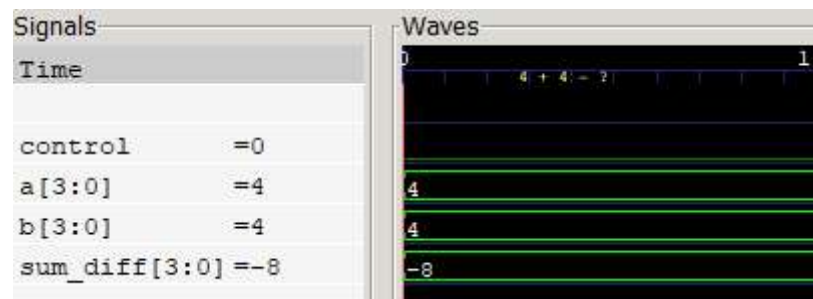 Signals
Waves
Time
0
1
4 + 4 = ?
control =0
a[3:0] =4
4
b[3:0] =4
4
sum_diff[3:0] =-8
-8